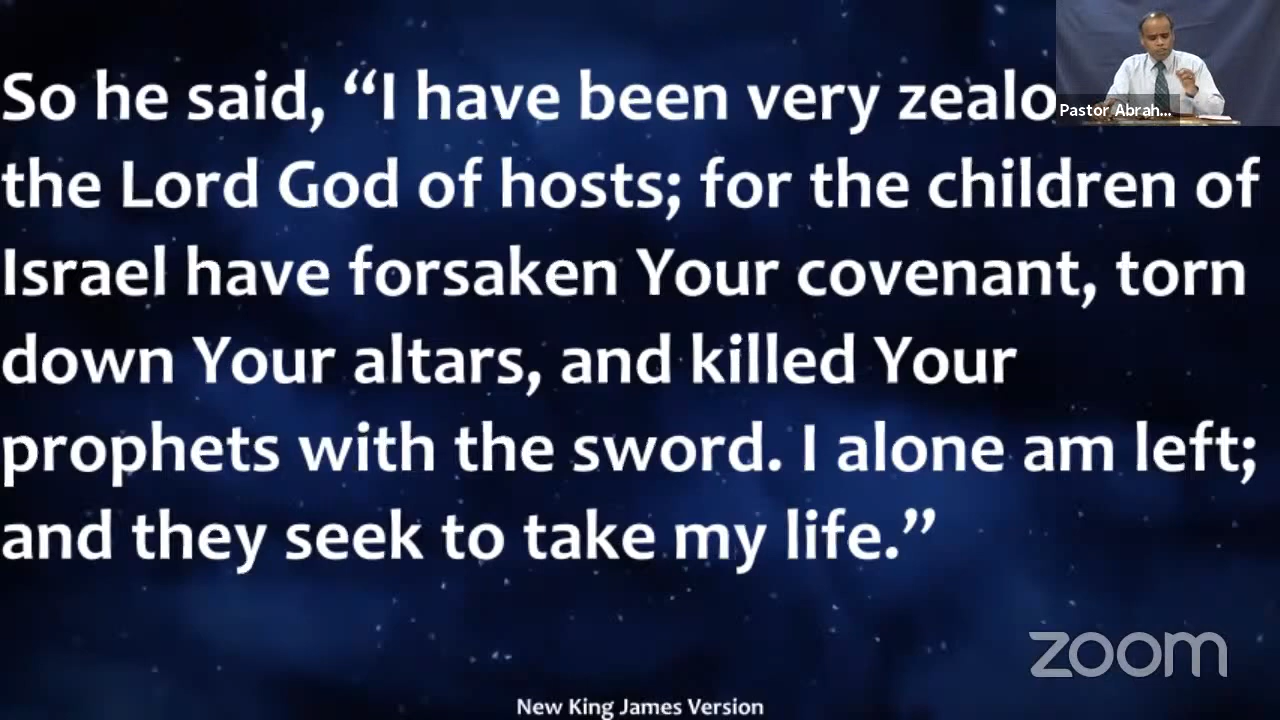 So he said, “I have been very zealo
Pastor Abrah...
the Lord God of hosts; for the children of
Israel have forsaken Your covenant, torn
down Your altars, and killed Your
prophets with the sword. I alone am left;
and they seek to take my life.”
zoom
New King James Version